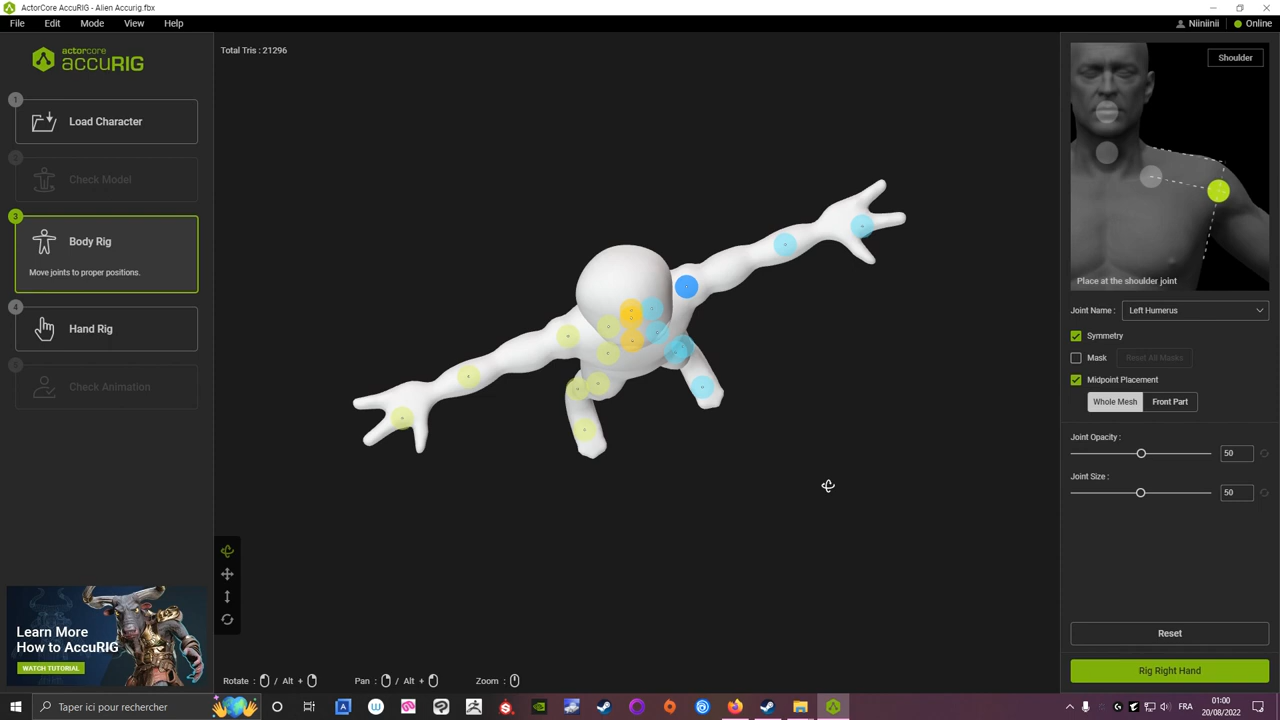 ActorCore AccuRIG - Alien Accurig.fbx
File Edit Mode View Help
Niiniinii Online
actorcore
accuRIG
Total Tris : 21296
1
Load Character
2
Check Model
3
Body Rig
Move joints to proper positions.
4
Hand Rig
5
Check Animation
Learn More
How to AccuRIG
WATCH TUTORIAL
Rotate : / Alt + Pan : / Alt + Zoom :
Shoulder
Place at the shoulder joint
Joint Name : Left Humerus
Symmetry
Mask Reset All Masks
Midpoint Placement
Whole Mesh Front Part
Joint Opacity :
50
Joint Size :
50
Reset
Rig Right Hand
Taper ici pour rechercher
FRA
01:00
20/08/2022